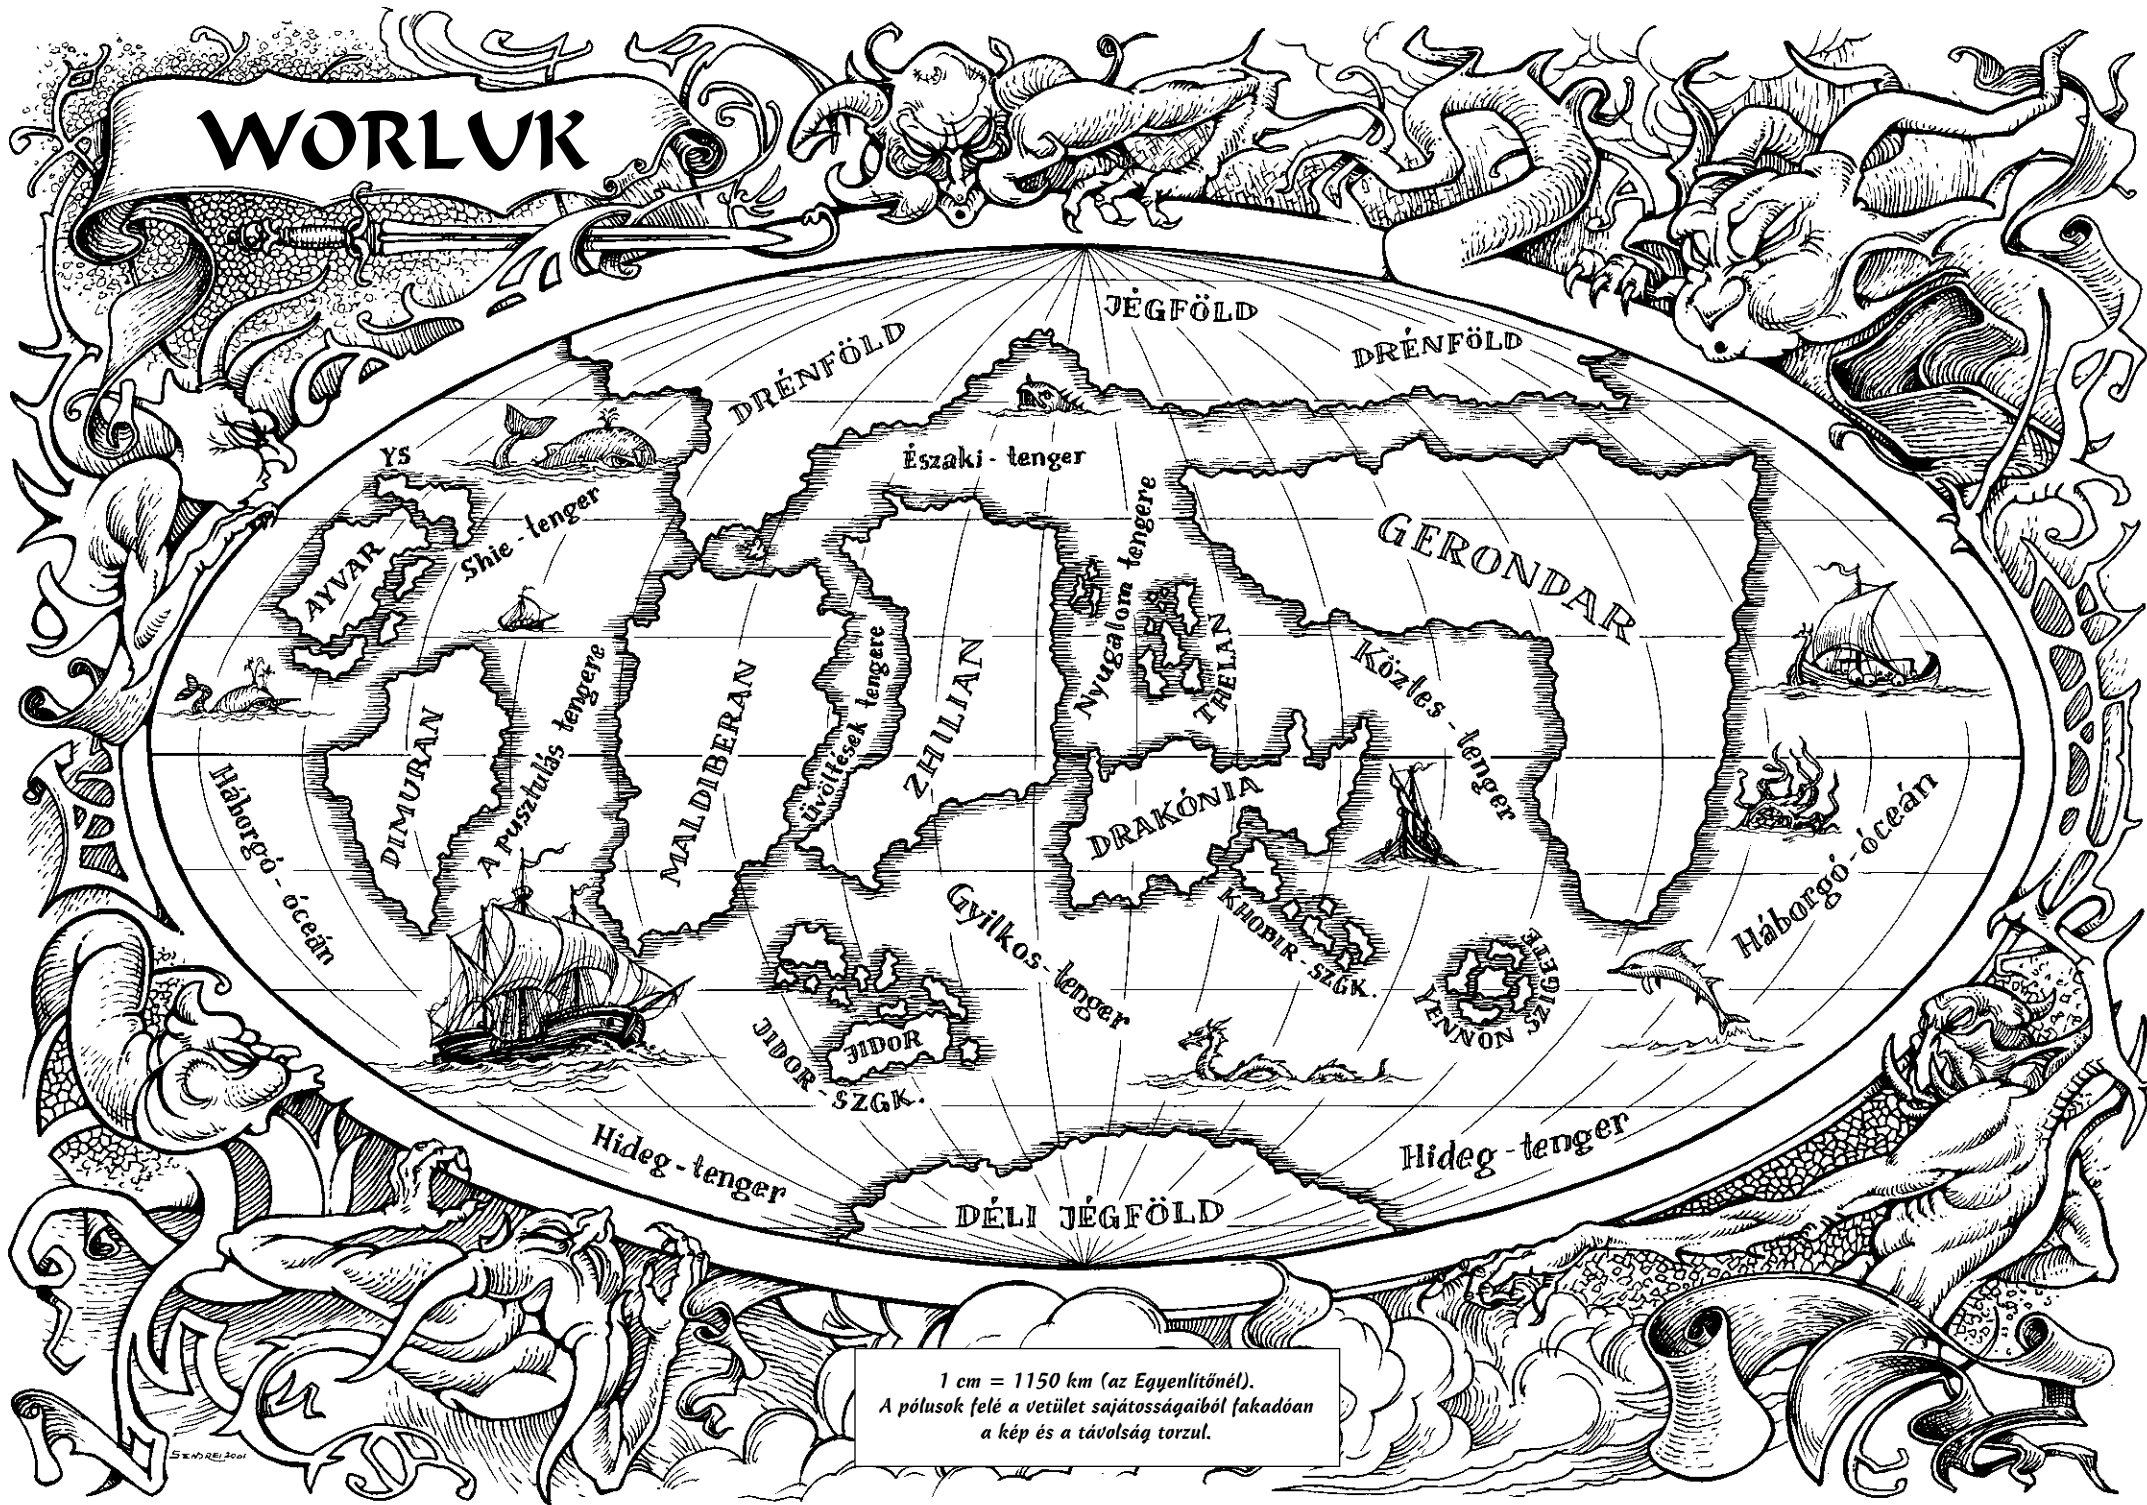 WORLUK
JÉGFÖLD
DRÉNFÖLD
DRÉNFÖLD
YS
Északi-tenger
Shie-tenger
AYVAR
Nyugalom tengere
GERONDAR
THELAN
Köztes-tenger
DIMURAN
A pusztulás tengere
MALDIBERAN
üvöltések tengere
ZHILIAN
DRAKÓNIA
Háborgó-óceán
Háborgó-óceán
Gyilkos-tenger
KHOBIR-SZGK.
YENNON SZIGETE
JIDOR
JIDOR-SZGK.
Hideg-tenger
Hideg-tenger
DÉLI JÉGFÖLD
1 cm = 1150 km (az Egyenlítőnél).
A pólusok felé a vetület sajátosságaiból fakadóan
a kép és a távolság torzul.
SZENDREI 2001